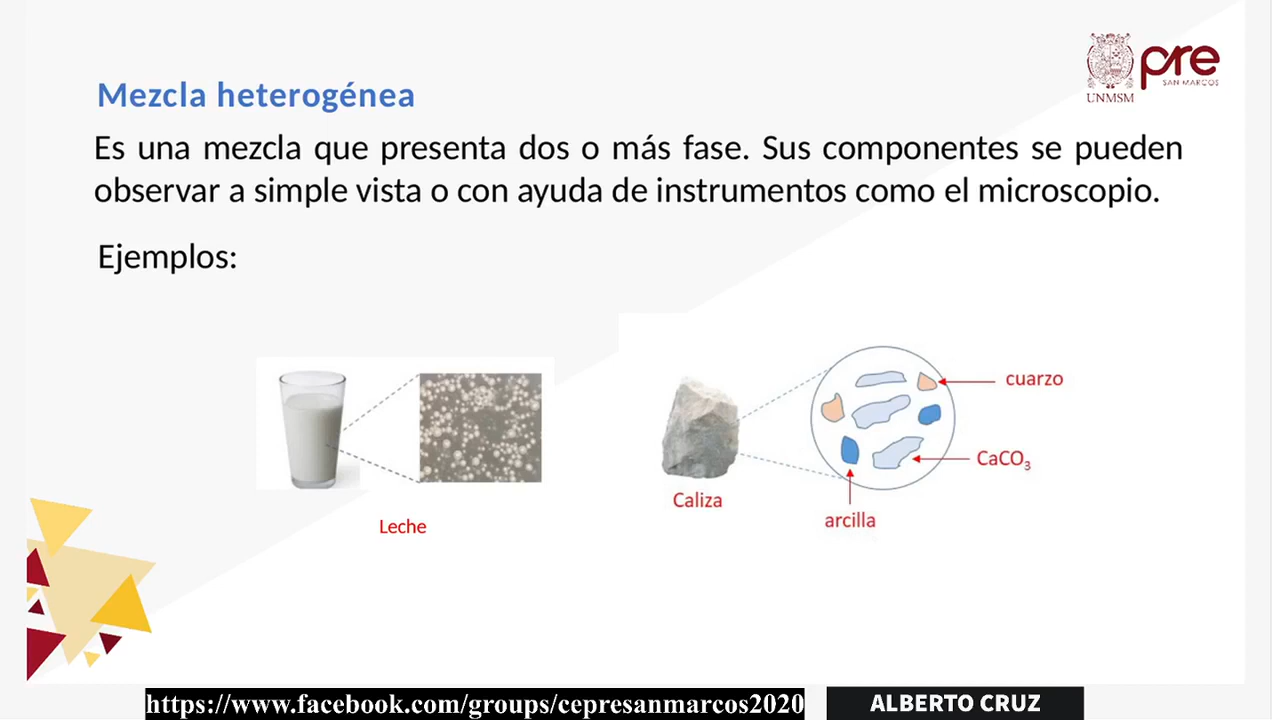 UNMSM
pre
SAN MARCOS
Mezcla heterogénea
Es una mezcla que presenta dos o más fase. Sus componentes se pueden
observar a simple vista o con ayuda de instrumentos como el microscopio.
Ejemplos:
Leche
Caliza
cuarzo
CaCO₃
arcilla
https://www.facebook.com/groups/cepresanmarcos2020
ALBERTO CRUZ